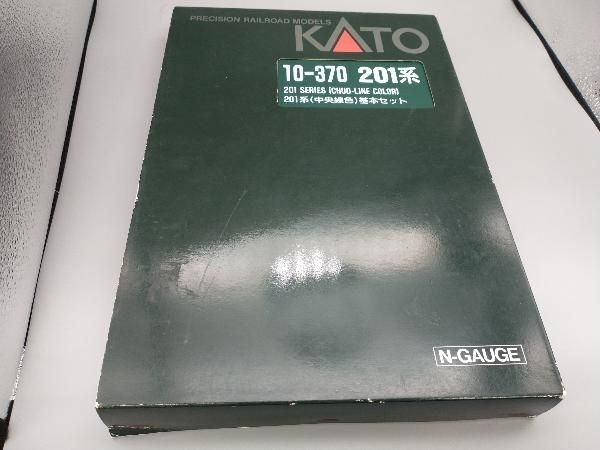 PRECISION RAILROAD MODELS
KATO
10-370 201系
201 SERIES (CHUO-LINE COLOR)
201系(中央線色)基本セット
N-GAUGE